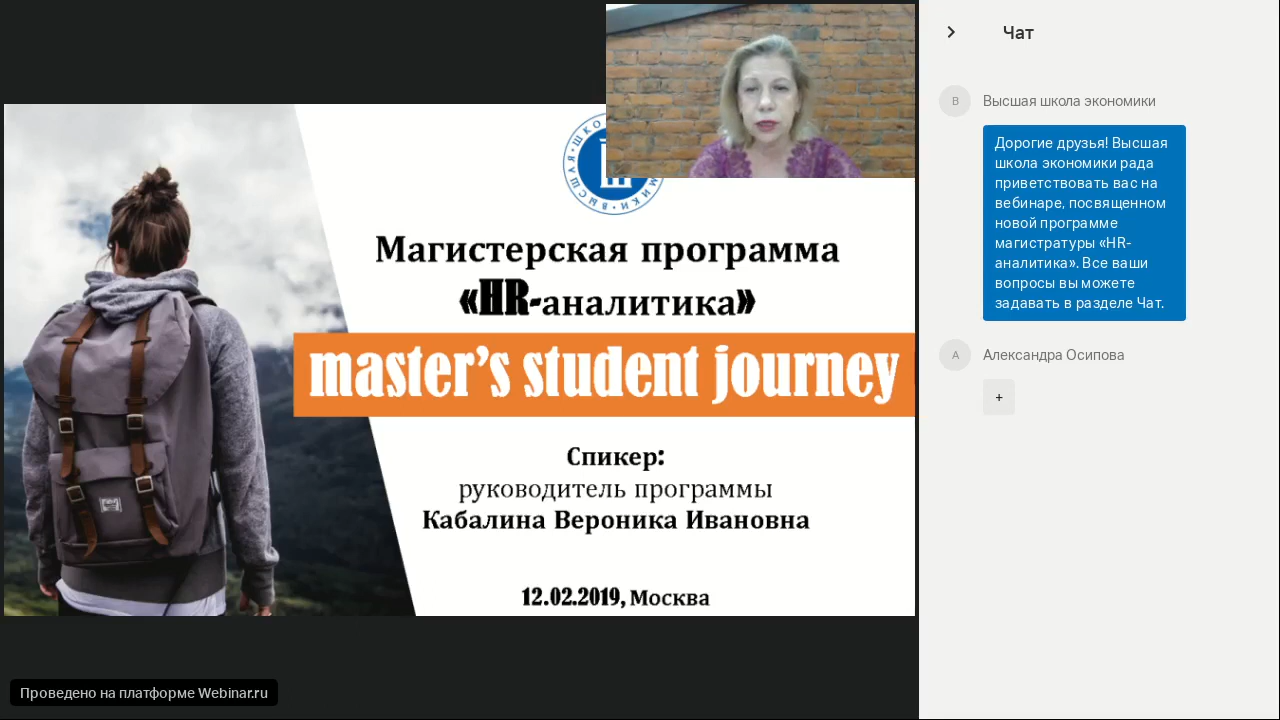 Магистерская программа
«HR-аналитика»
master's student journey
Спикер:
руководитель программы
Кабалина Вероника Ивановна
12.02.2019, Москва
Проведено на платформе Webinar.ru
Чат
В
Высшая школа экономики
Дорогие друзья! Высшая
школа экономики рада
приветствовать вас на
вебинаре, посвященном
новой программе
магистратуры «HR-
аналитика». Все ваши
вопросы вы можете
задавать в разделе Чат.
А
Александра Осипова
+